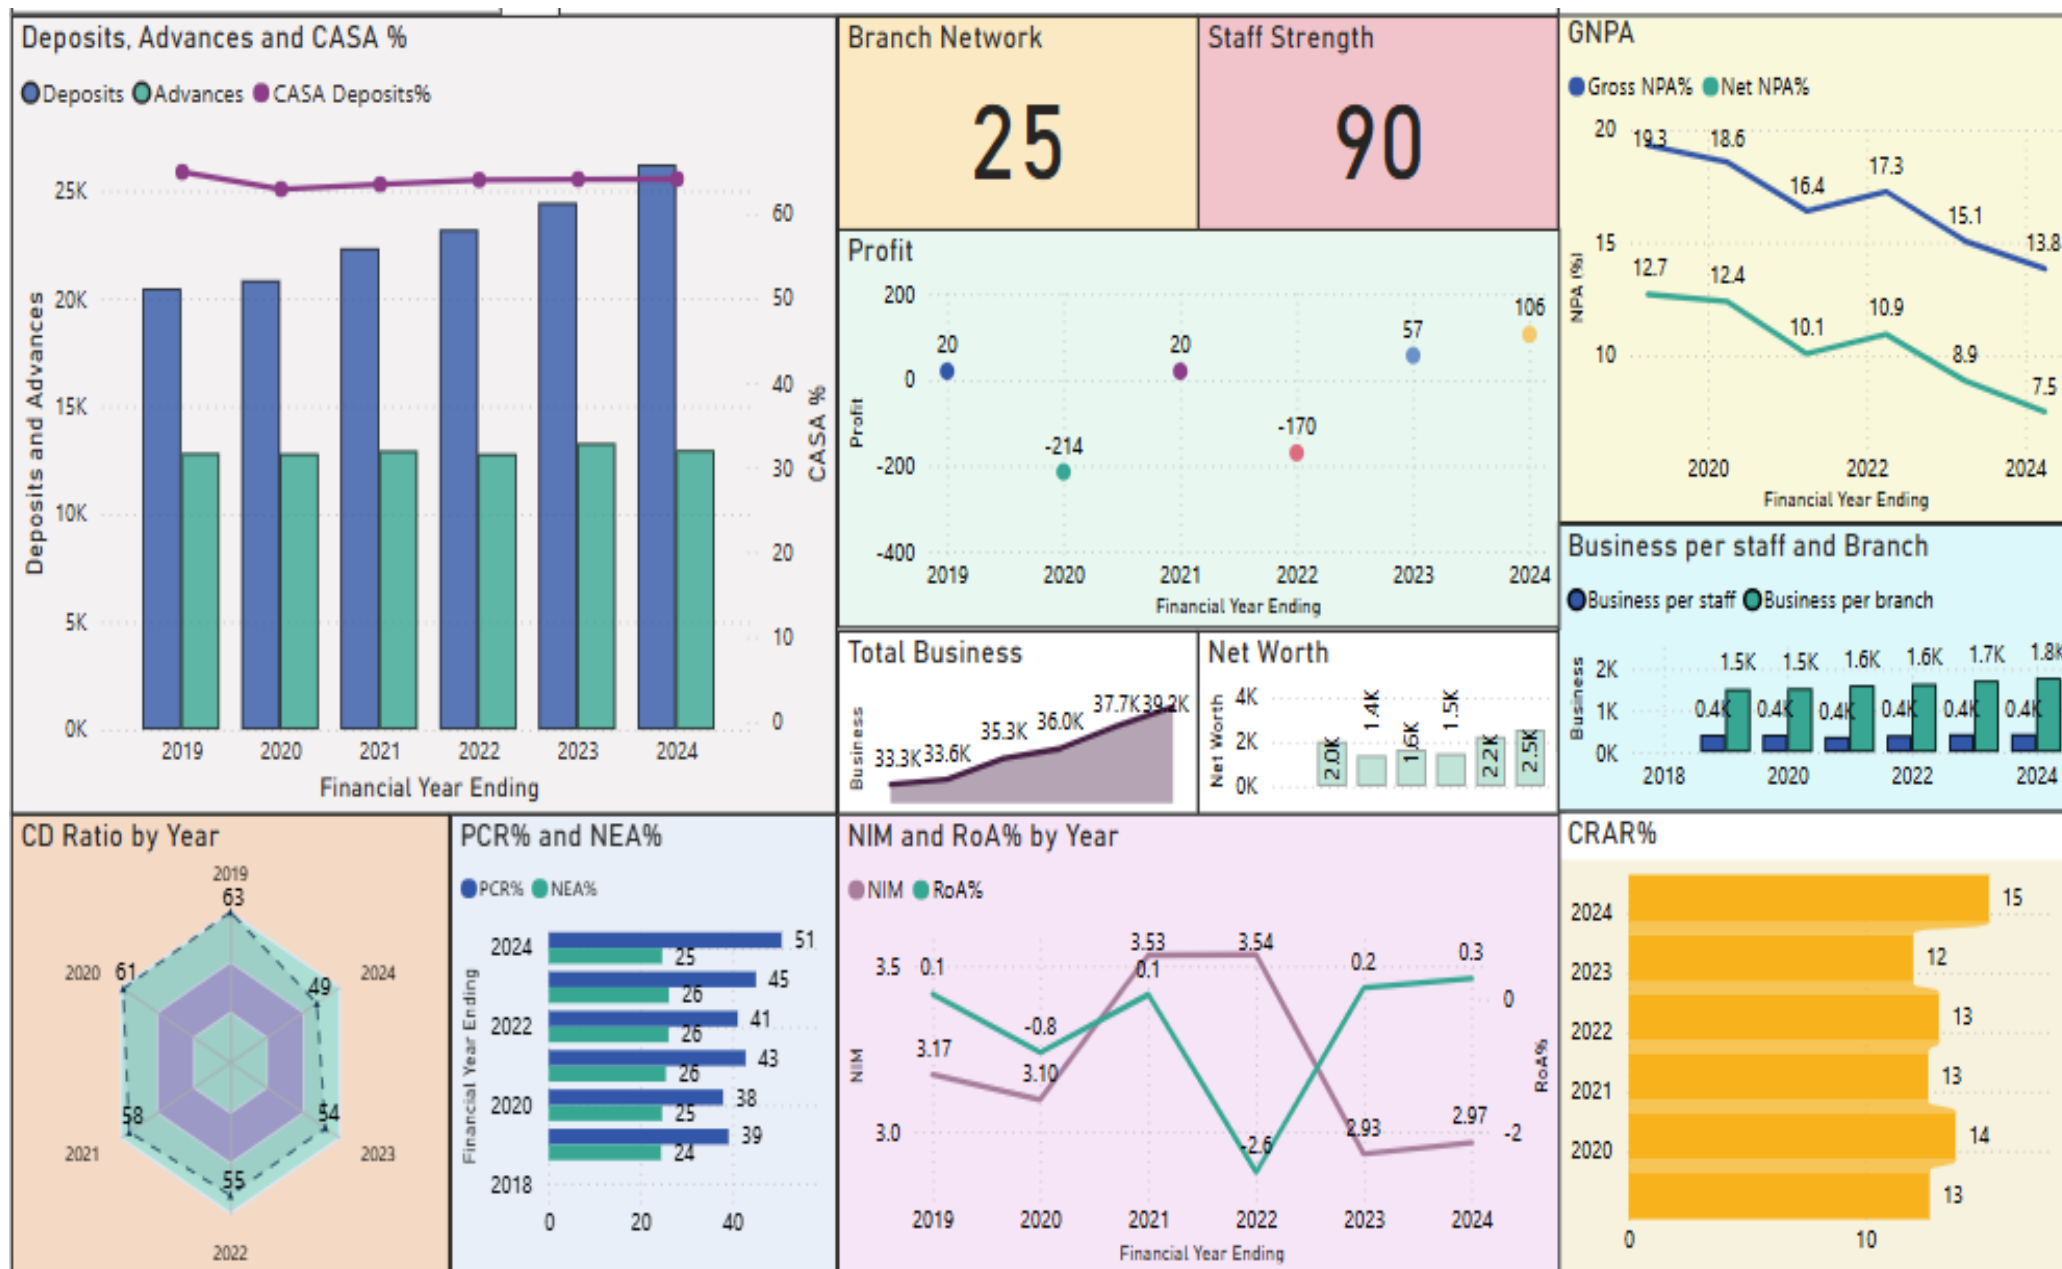 Deposits, Advances and CASA %
Deposits Advances CASA Deposits%
25K
20K
15K
10K
5K
0K
60
50
40
30
20
10
0
Deposits and Advances
CASA %
2019 2020 2021 2022 2023 2024
Financial Year Ending
Branch Network
25
Staff Strength
90
GNPA
Gross NPA% Net NPA%
20
15
10
NPA (%)
19.3 18.6 16.4 17.3 15.1 13.8
12.7 12.4 10.1 10.9 8.9 7.5
2020 2022 2024
Financial Year Ending
Profit
200
0
-200
-400
Profit
20 -214 20 -170 57 106
2019 2020 2021 2022 2023 2024
Financial Year Ending
Business per staff and Branch
Business per staff Business per branch
2K
1K
0K
Business
1.5K 1.5K 1.6K 1.6K 1.7K 1.8K
0.4K 0.4K 0.4K 0.4K 0.4K 0.4K
2018 2020 2022 2024
Total Business
Business
33.3K 33.6K 35.3K 36.0K 37.7K 39.2K
Net Worth
4K
2K
0K
Net Worth
2.0K 1.4K 1.6K 1.5K 2.2K 2.5K
CD Ratio by Year
2019
63
2020 61
49 2024
58
2021
54
2023
55
2022
PCR% and NEA%
PCR% NEA%
Financial Year Ending
2024
2022
2020
2018
51
25
45
26
41
26
43
26
38
25
39
24
0 20 40
NIM and RoA% by Year
NIM RoA%
3.5
3.0
NIM
0
-2
RoA%
0.1 -0.8 0.1 -2.6 0.2 0.3
3.17 3.10 3.53 3.54 2.93 2.97
2019 2020 2021 2022 2023 2024
Financial Year Ending
CRAR%
2024 15
2023 12
2022 13
2021 13
2020 14
13
0 10